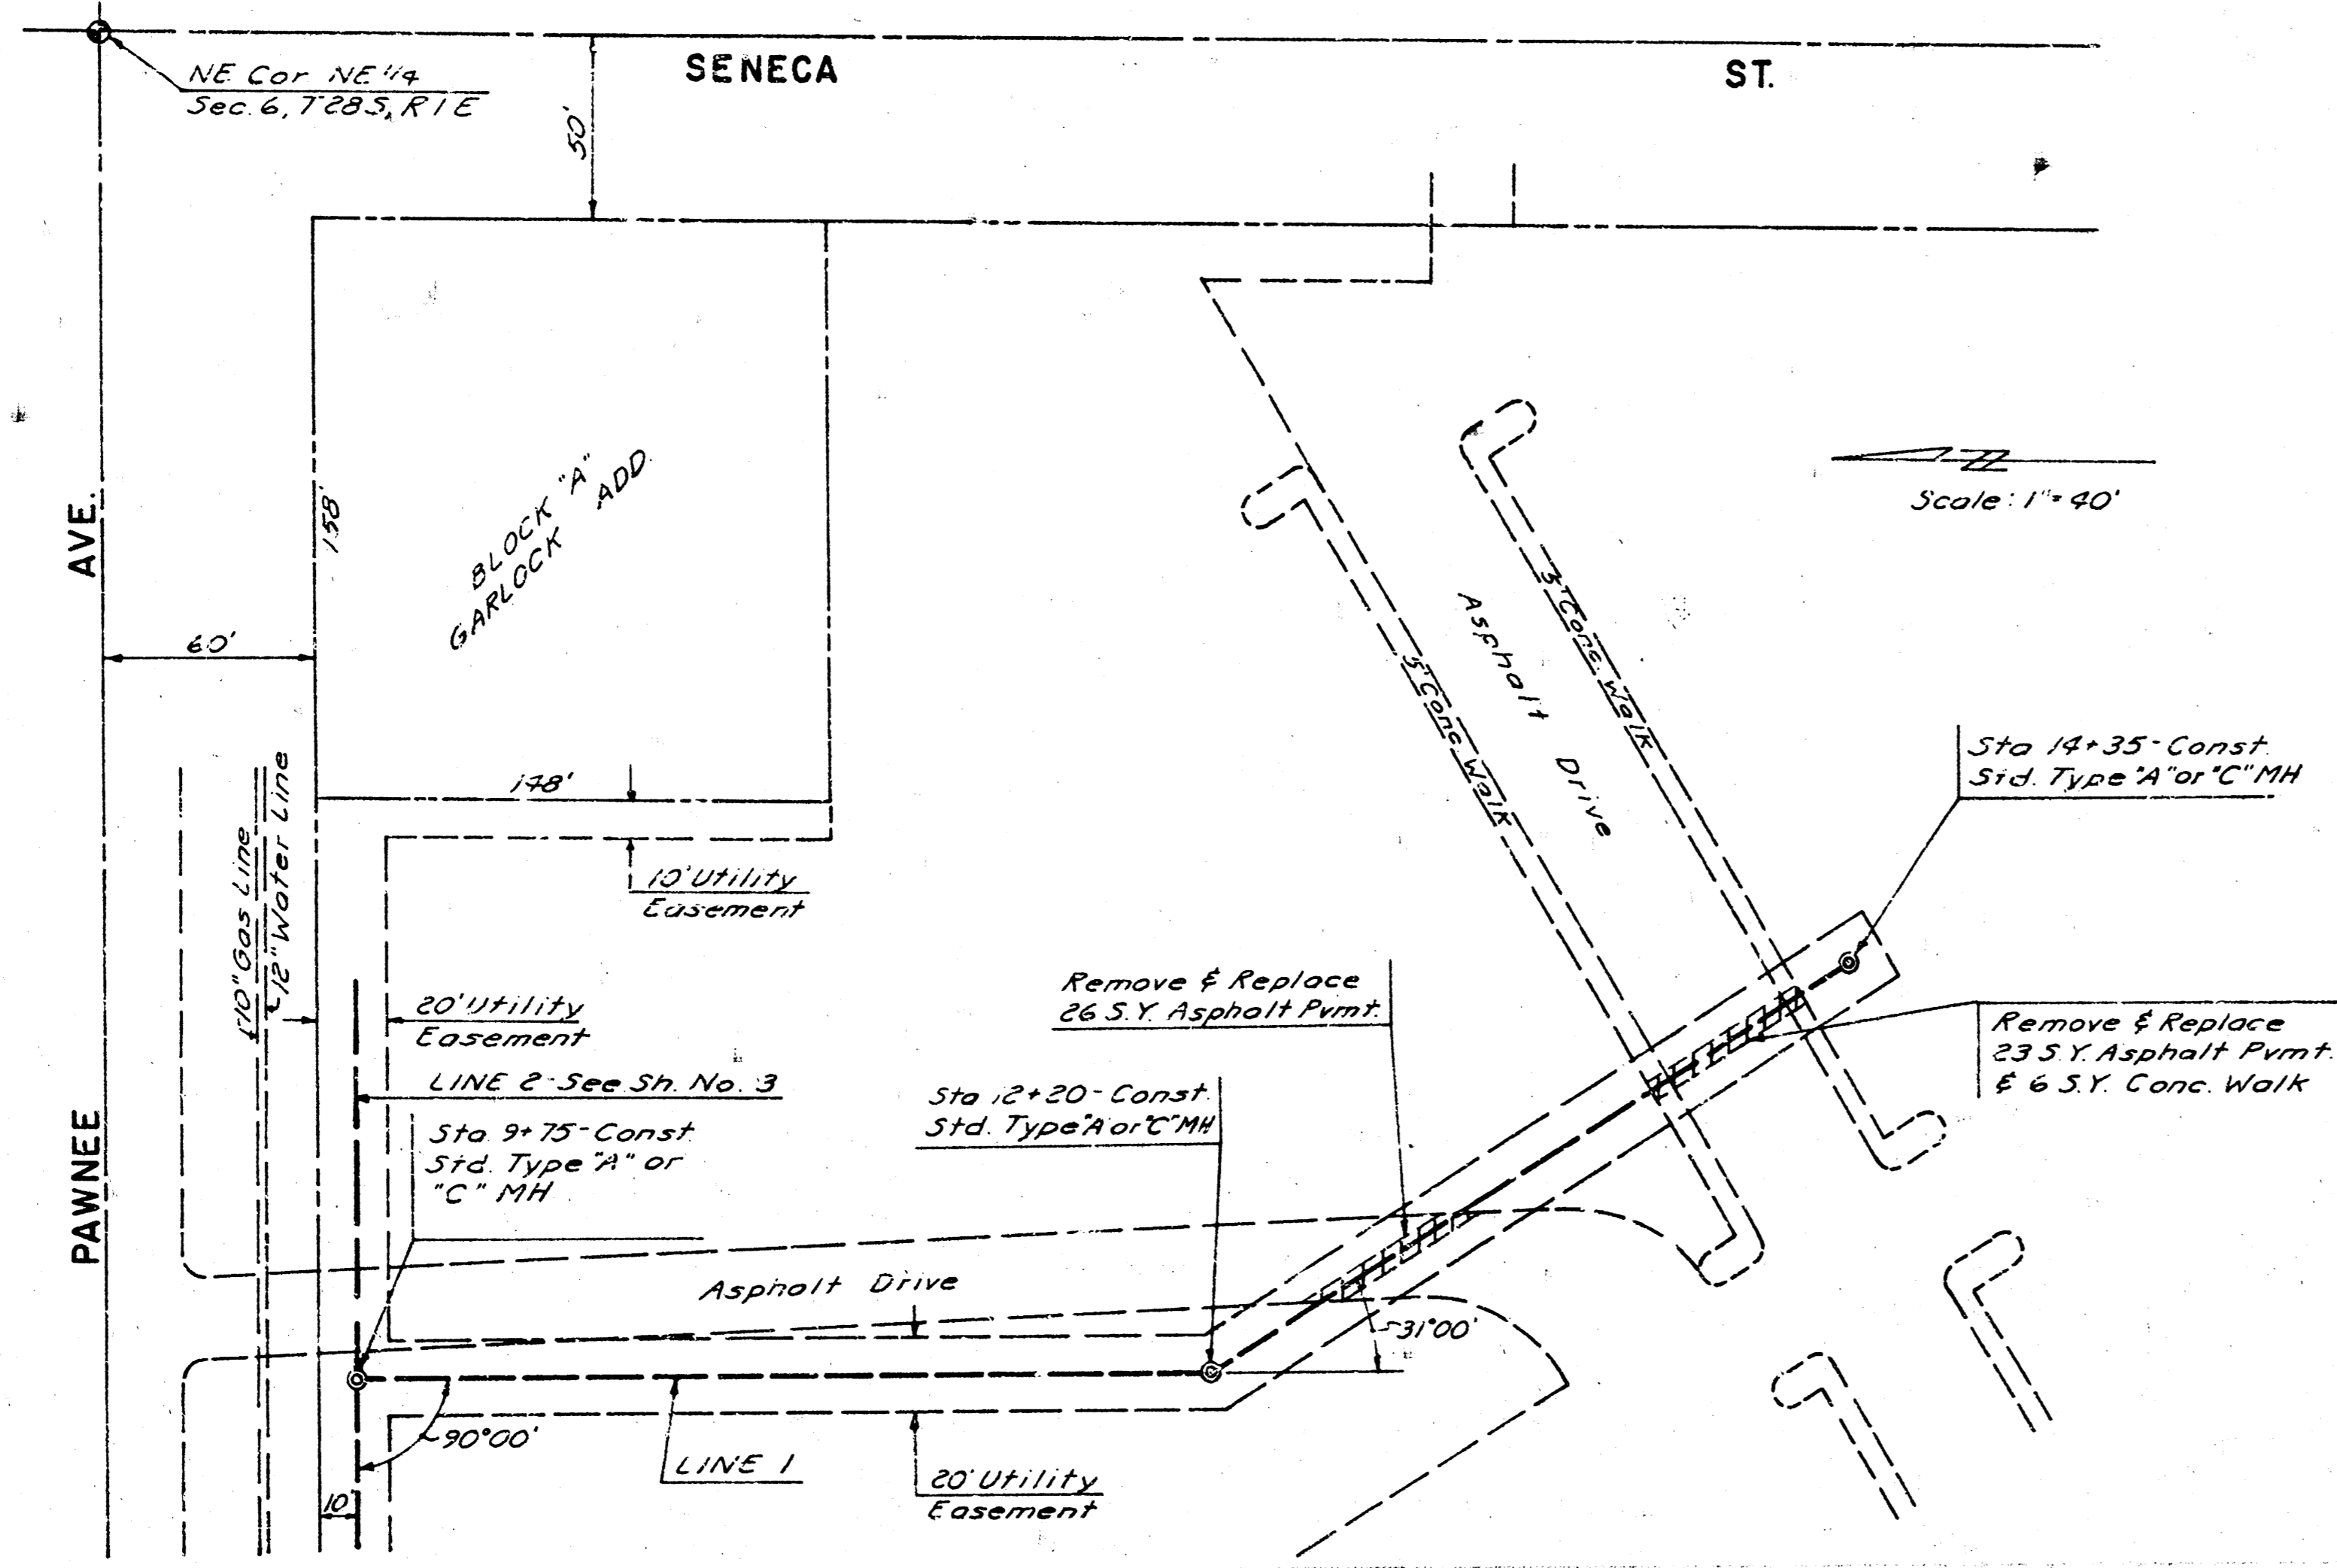 NE Cor NE 1/4
Sec. 6, T28S, R1E
SENECA
ST.
50'
AVE.
158'
BLOCK "A"
GARLOCK ADD
60'
Scale: 1" = 40'
5' Conc. Walk
Asphalt Drive
5' Conc. Walk
Sta 14+35 - Const.
Std. Type "A" or "C" MH
148'
10" Gas Line
12" Water Line
10' Utility
Easement
20' Utility
Easement
Remove & Replace
26 S.Y. Asphalt Pvmt.
Remove & Replace
23 S.Y. Asphalt Pvmt.
& 6 S.Y. Conc. Walk
LINE 2 - See Sh. No. 3
Sta 12+20 - Const.
Std. Type "A" or "C" MH
Sta 9+75 - Const
Std. Type "A" or
"C" MH
PAWNEE
Asphalt Drive
31°00'
90°00'
LINE 1
20' Utility
Easement
10'